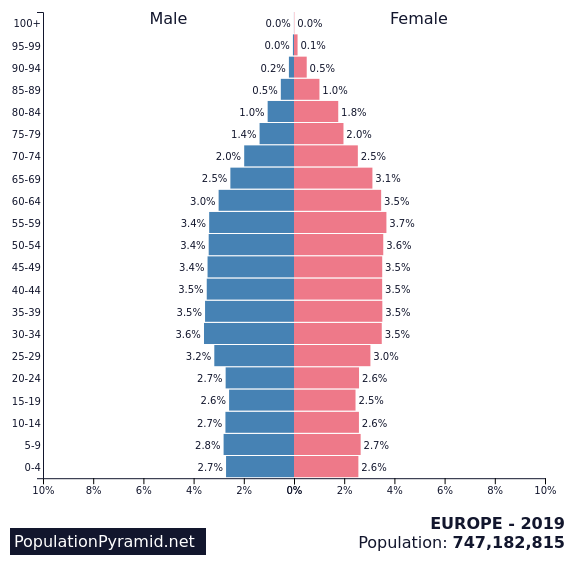 Male Female
100+ 0.0% 0.0%
95-99 0.0% 0.1%
90-94 0.2% 0.5%
85-89 0.5% 1.0%
80-84 1.0% 1.8%
75-79 1.4% 2.0%
70-74 2.0% 2.5%
65-69 2.5% 3.1%
60-64 3.0% 3.5%
55-59 3.4% 3.7%
50-54 3.4% 3.6%
45-49 3.4% 3.5%
40-44 3.5% 3.5%
35-39 3.5% 3.5%
30-34 3.6% 3.5%
25-29 3.2% 3.0%
20-24 2.7% 2.6%
15-19 2.6% 2.5%
10-14 2.7% 2.6%
5-9 2.8% 2.7%
0-4 2.7% 2.6%
10% 8% 6% 4% 2% 0% 2% 4% 6% 8% 10%
EUROPE - 2019
PopulationPyramid.net Population: 747,182,815